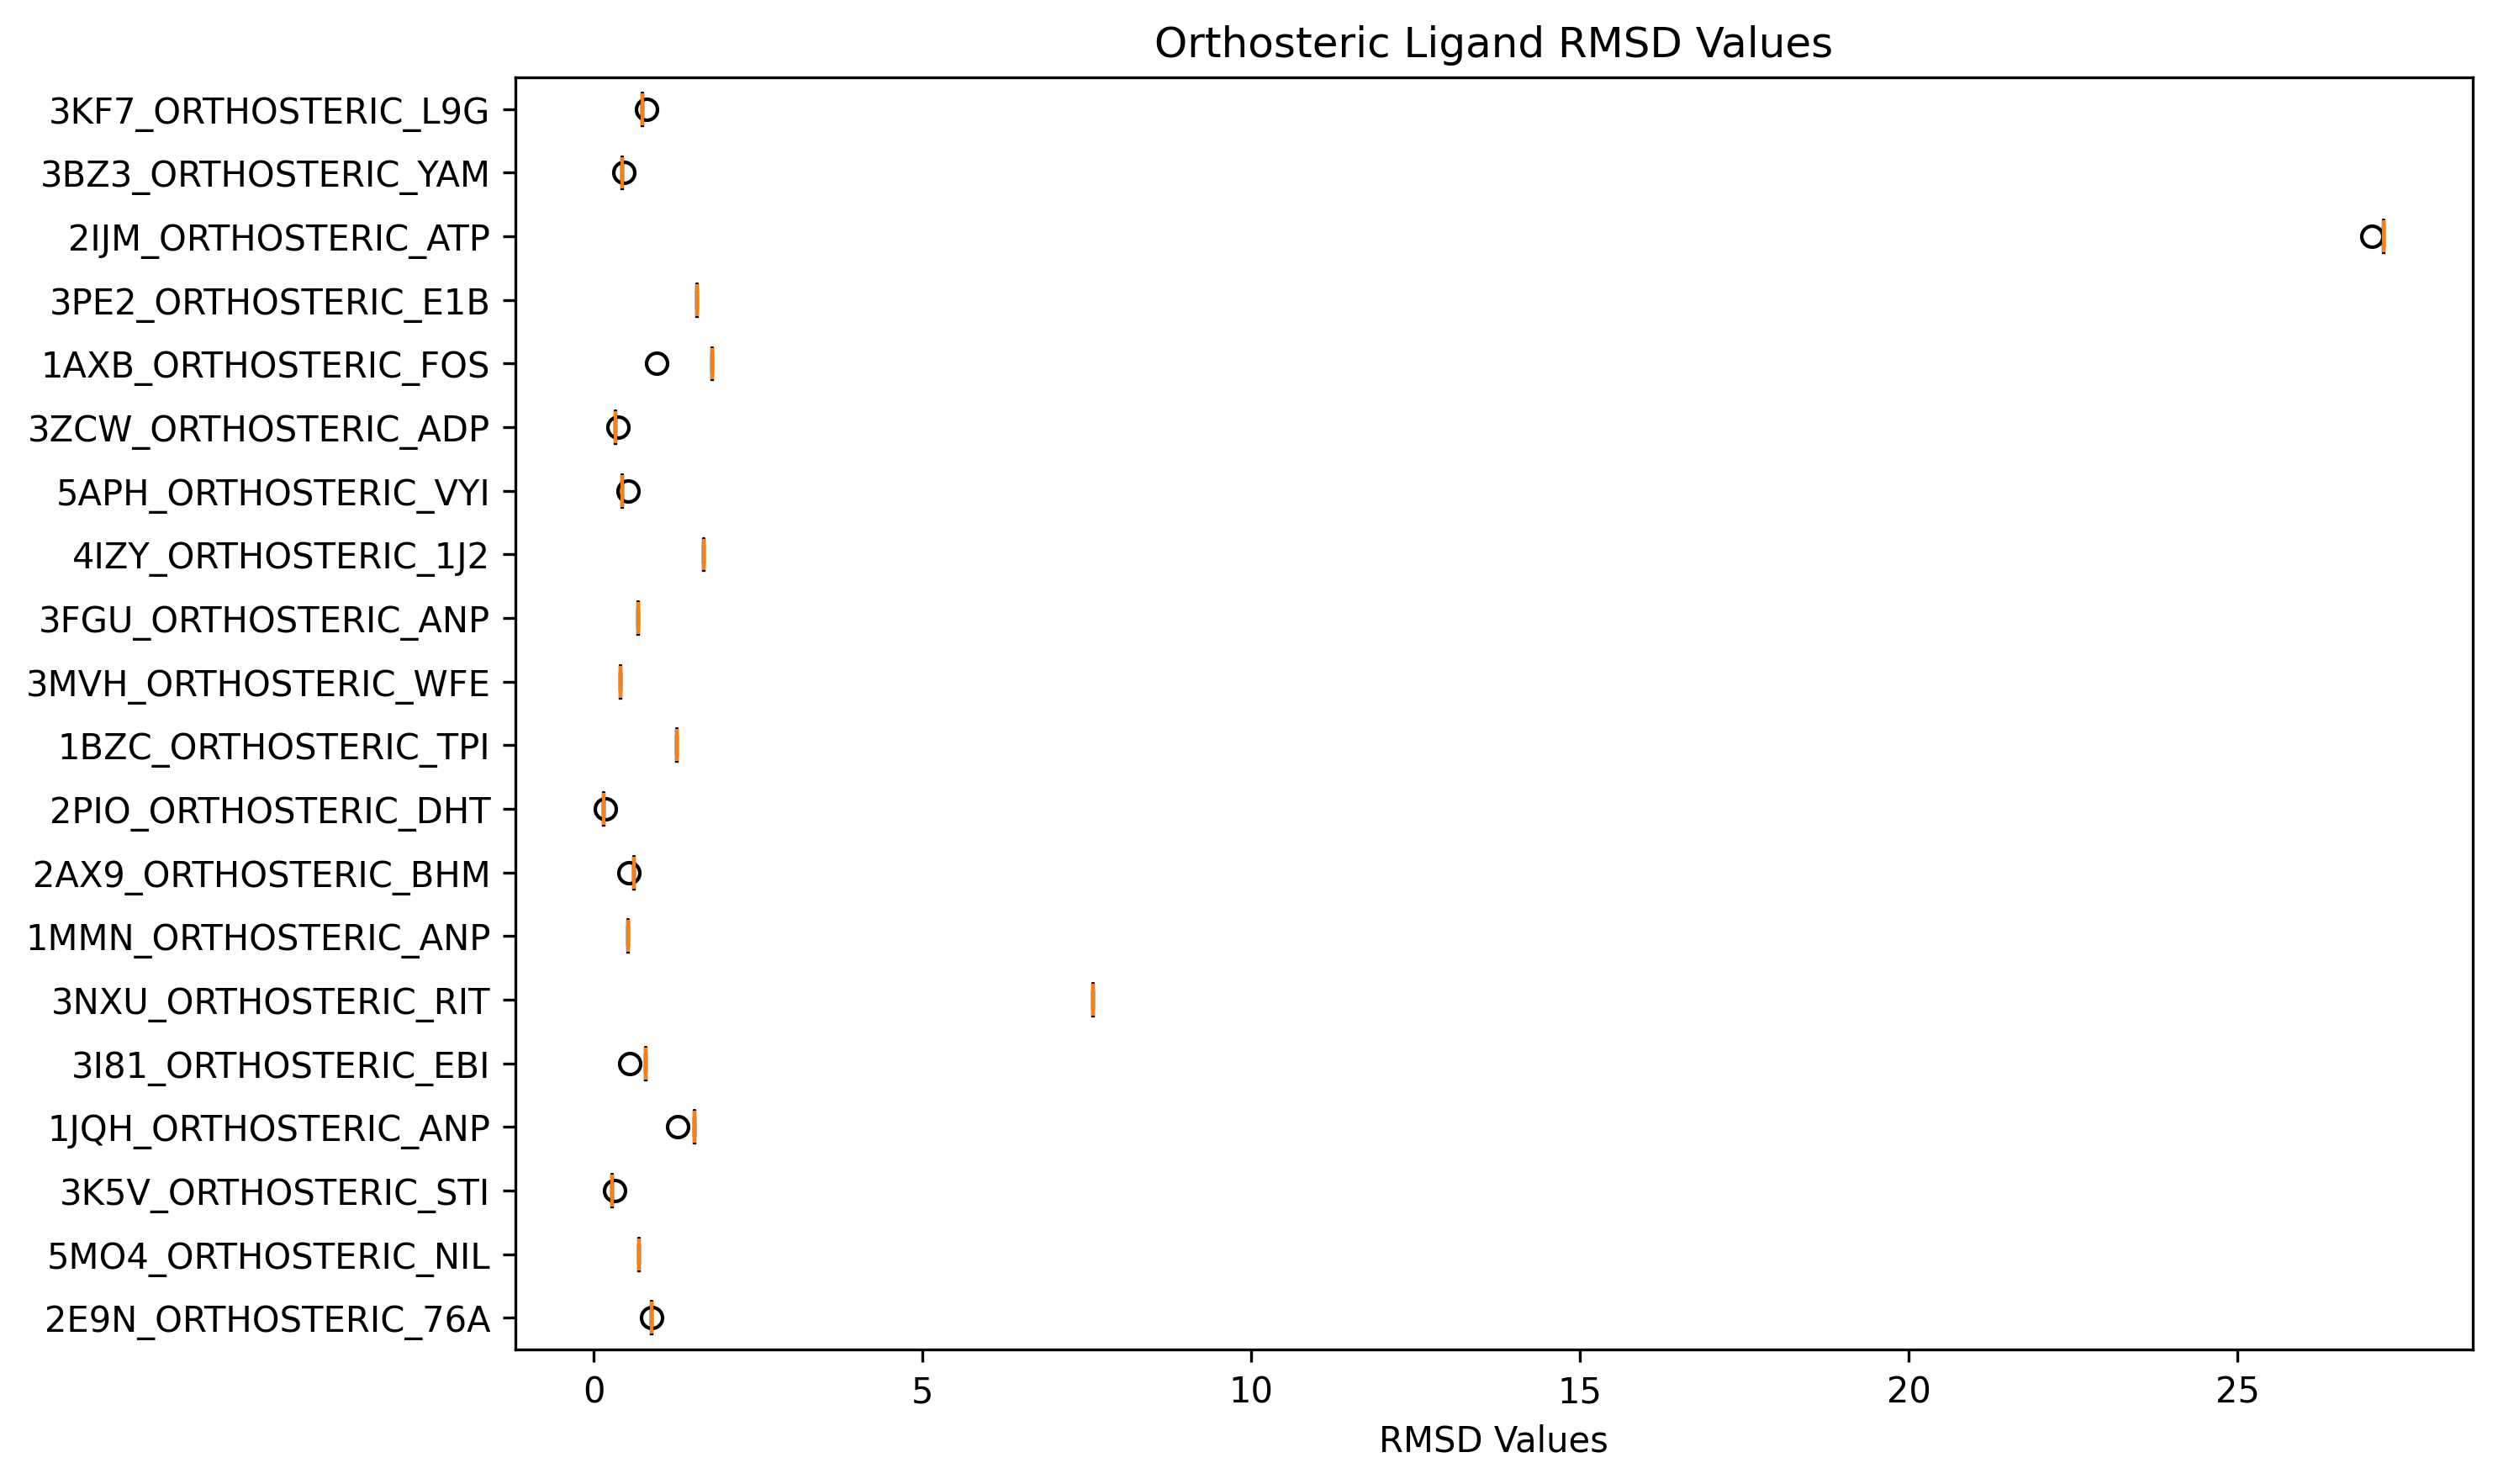 Orthosteric Ligand RMSD Values
3KF7_ORTHOSTERIC_L9G
3BZ3_ORTHOSTERIC_YAM
2IJM_ORTHOSTERIC_ATP
3PE2_ORTHOSTERIC_E1B
1AXB_ORTHOSTERIC_FOS
3ZCW_ORTHOSTERIC_ADP
5APH_ORTHOSTERIC_VYI
4IZY_ORTHOSTERIC_1J2
3FGU_ORTHOSTERIC_ANP
3MVH_ORTHOSTERIC_WFE
1BZC_ORTHOSTERIC_TPI
2PIO_ORTHOSTERIC_DHT
2AX9_ORTHOSTERIC_BHM
1MMN_ORTHOSTERIC_ANP
3NXU_ORTHOSTERIC_RIT
3I81_ORTHOSTERIC_EBI
1JQH_ORTHOSTERIC_ANP
3K5V_ORTHOSTERIC_STI
5MO4_ORTHOSTERIC_NIL
2E9N_ORTHOSTERIC_76A
0 5 10 15 20 25
RMSD Values